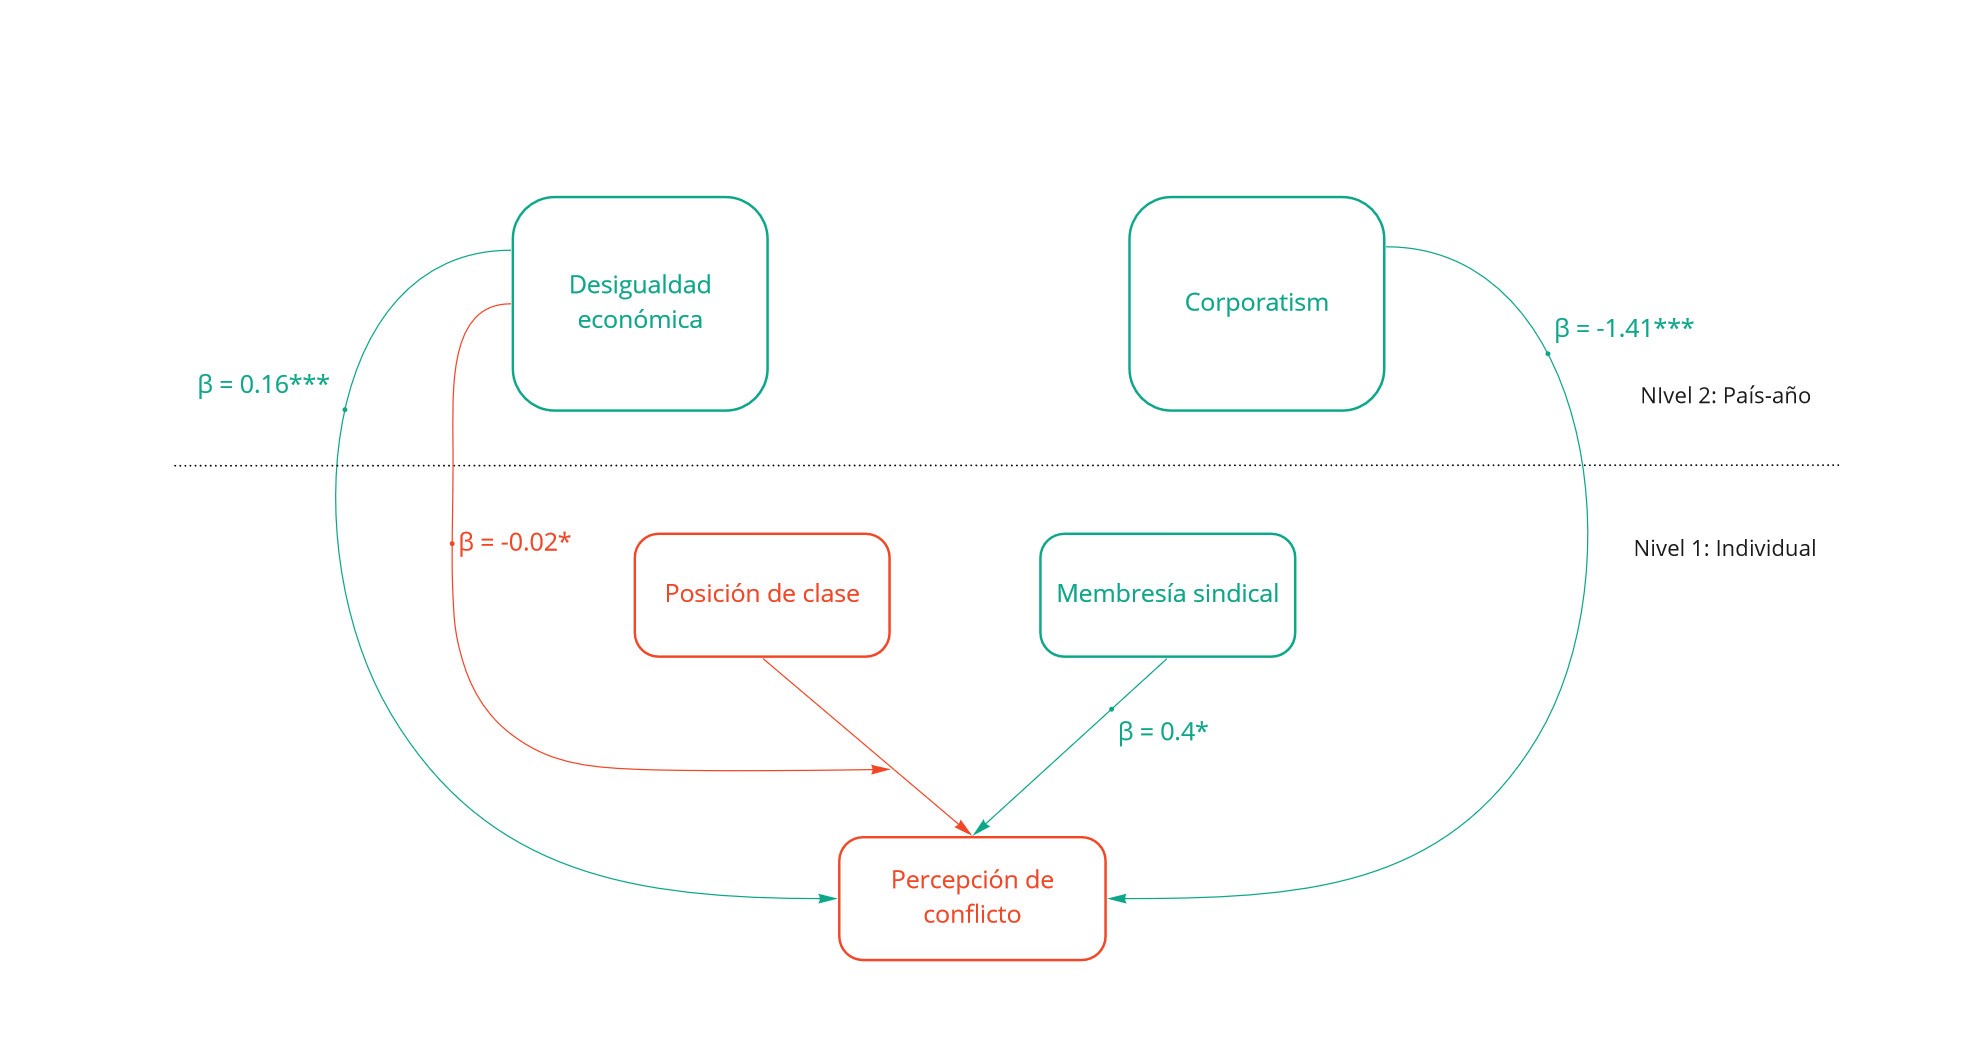 Desigualdad
económica
Corporatism
β = -1.41***
β = 0.16***
NIvel 2: País-año
β = -0.02*
Nivel 1: Individual
Posición de clase
Membresía sindical
β = 0.4*
Percepción de
conflicto